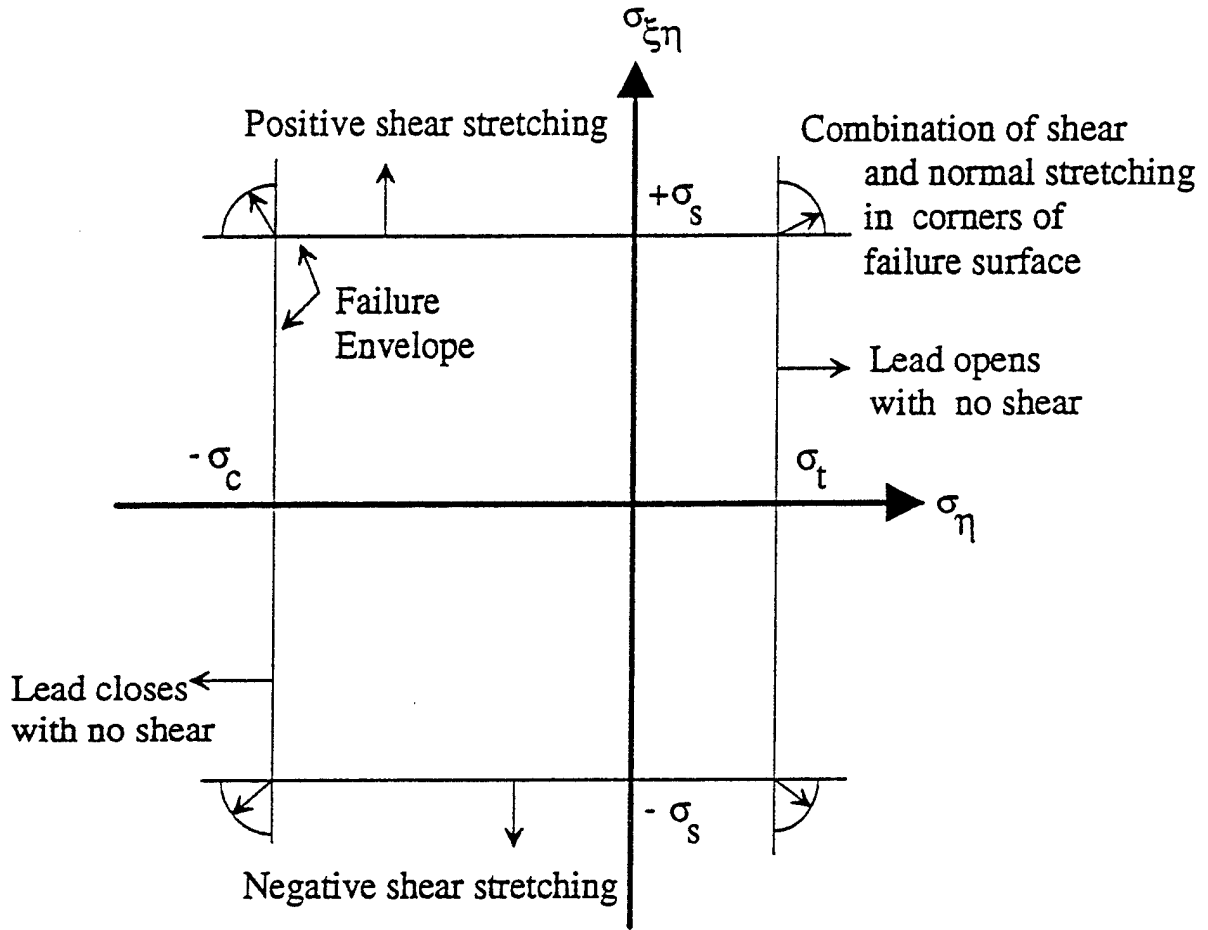 σξη
Positive shear stretching
Combination of shear
and normal stretching
in corners of
failure surface
+σs
Failure
Envelope
Lead opens
with no shear
- σc
σt
ση
Lead closes
with no shear
- σs
Negative shear stretching